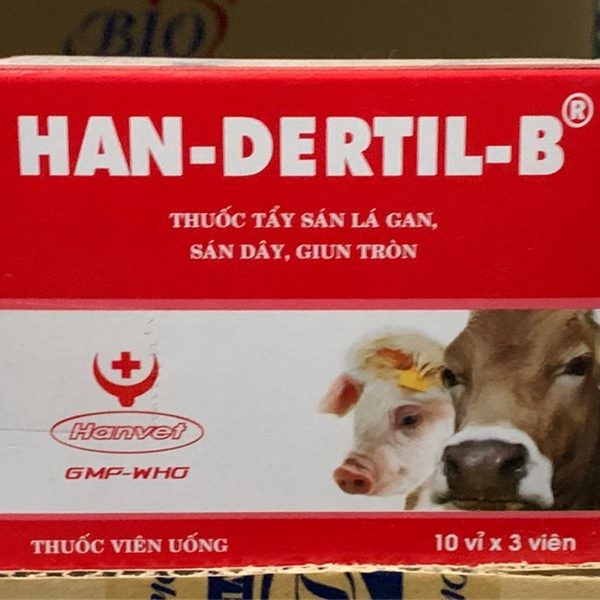 BIO
HAN-DERTIL-B®
THUỐC TẨY SÁN LÁ GAN,
SÁN DÂY, GIUN TRÒN
Hanvet
GMP-WHO
THUỐC VIÊN UỐNG
10 vỉ x 3 viên